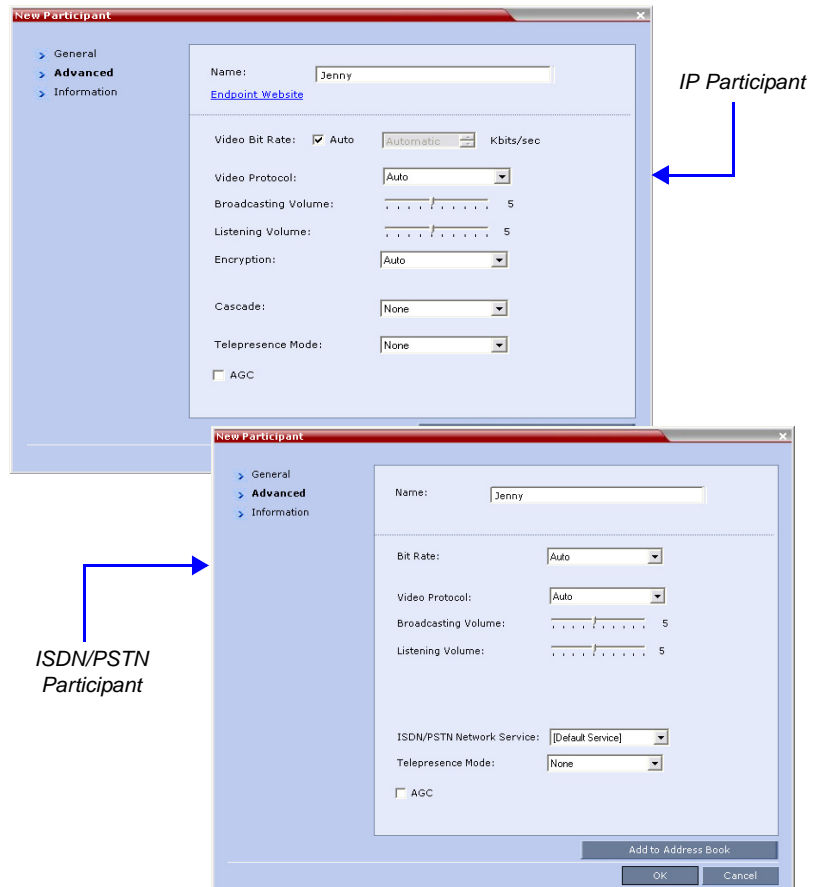 New Participant
General
Advanced
Information
Name: Jenny
Endpoint Website
Video Bit Rate: Auto Automatic Kbits/sec
Video Protocol: Auto
Broadcasting Volume: 5
Listening Volume: 5
Encryption: Auto
Cascade: None
Telepresence Mode: None
AGC
IP Participant
New Participant
General
Advanced
Information
Name: Jenny
Bit Rate: Auto
Video Protocol: Auto
Broadcasting Volume: 5
Listening Volume: 5
ISDN/PSTN Network Service: [Default Service]
Telepresence Mode: None
AGC
Add to Address Book
OK Cancel
ISDN/PSTN
Participant